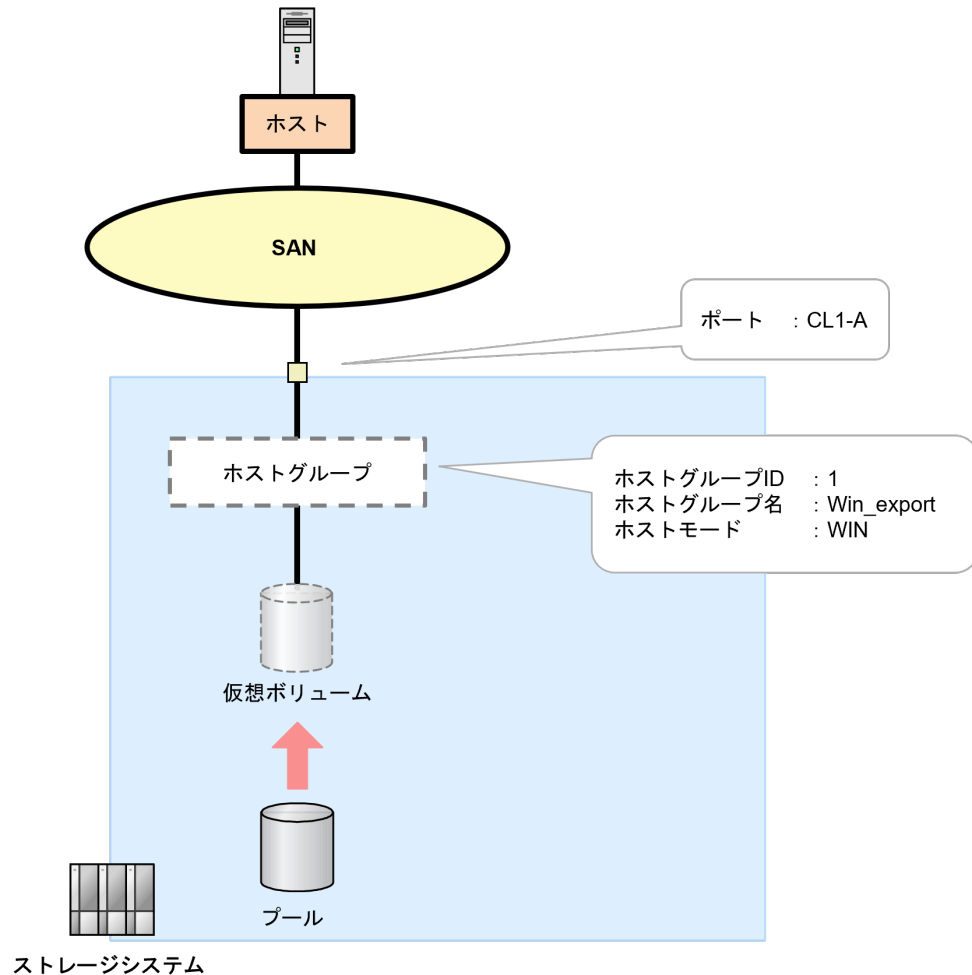 ホスト
SAN
ポート : CL1-A
ホストグループ
ホストグループID : 1
ホストグループ名 : Win_export
ホストモード : WIN
仮想ボリューム
プール
ストレージシステム